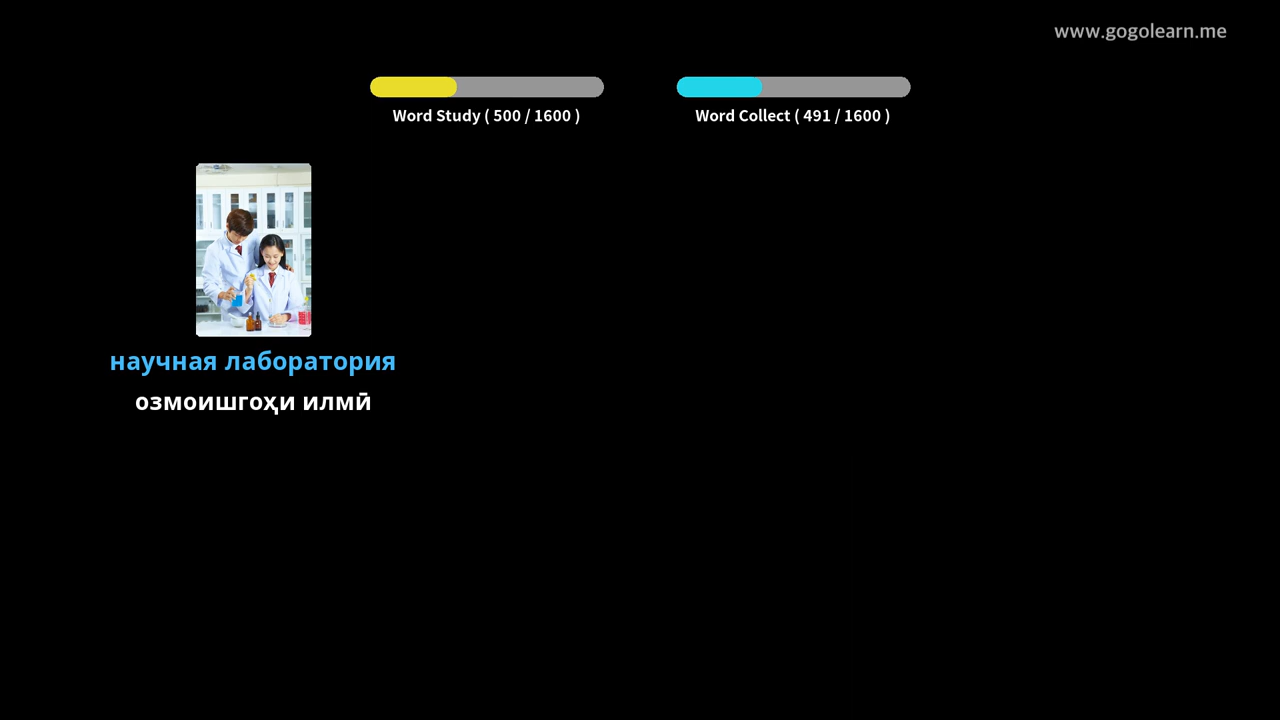 www.gogolearn.me
Word Study ( 500 / 1600 )
Word Collect ( 491 / 1600 )
научная лаборатория
озмоишгоҳи илмӣ